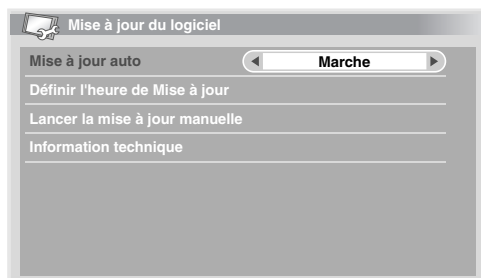 Mise à jour du logiciel
Mise à jour auto Marche
Définir l'heure de Mise à jour
Lancer la mise à jour manuelle
Information technique